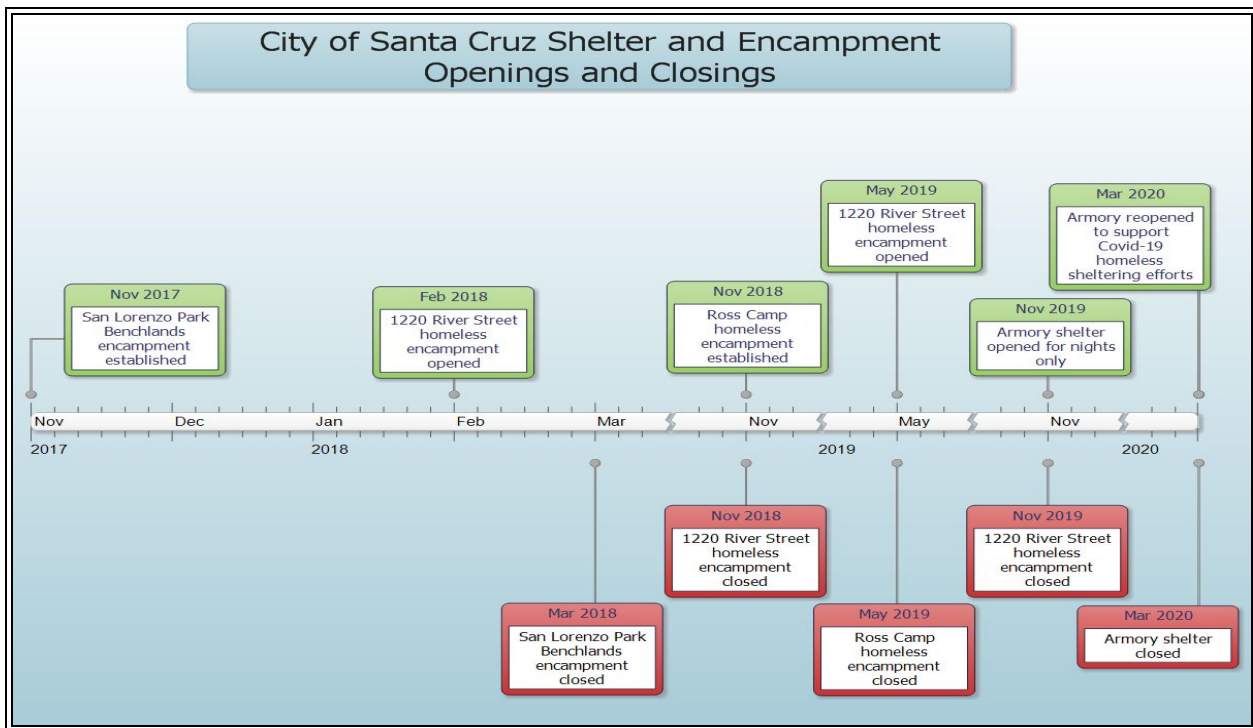 City of Santa Cruz Shelter and Encampment
Openings and Closings
Nov 2017
San Lorenzo Park
Benchlands
encampment
established
Feb 2018
1220 River Street
homeless
encampment
opened
Nov 2018
Ross Camp
homeless
encampment
established
May 2019
1220 River Street
homeless
encampment
opened
Nov 2019
Armory shelter
opened for nights
only
Mar 2020
Armory reopened
to support
Covid-19
homeless
sheltering efforts
Nov Dec Jan Feb Mar Nov May Nov
2017 2018 2019 2020
Mar 2018
San Lorenzo Park
Benchlands
encampment
closed
Nov 2018
1220 River Street
homeless
encampment
closed
May 2019
Ross Camp
homeless
encampment
closed
Nov 2019
1220 River Street
homeless
encampment
closed
Mar 2020
Armory shelter
closed